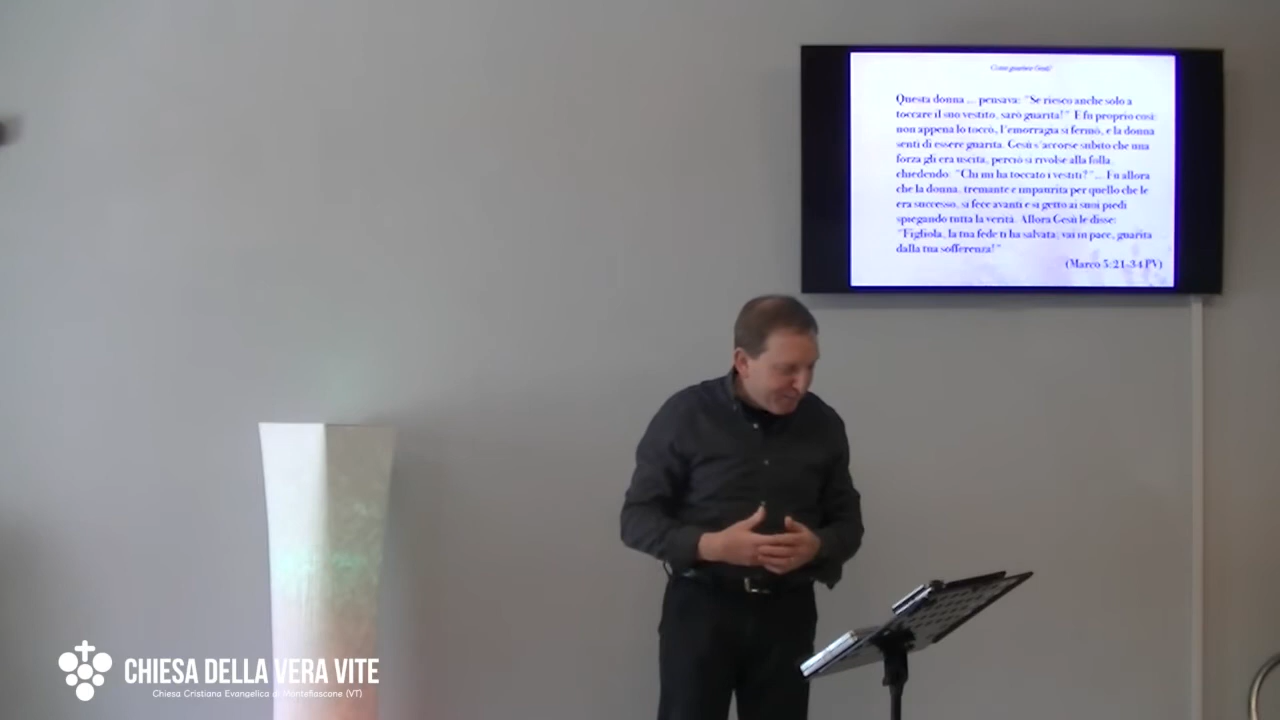 Come guarisce Gesù?
Questa donna ... pensava: "Se riesco anche solo a
toccare il suo vestito, sarò guarita!" E fu proprio così:
non appena lo toccò, l'emorragia si fermò, e la donna
sentì di essere guarita. Gesù s'accorse subito che una
forza gli era uscita, perciò si rivolse alla folla,
chiedendo: "Chi mi ha toccato i vestiti?"... Fu allora
che la donna, tremante e impaurita per quello che le
era successo, si fece avanti e si gettò ai suoi piedi
spiegando tutta la verità. Allora Gesù le disse:
"Figliola, la tua fede ti ha salvata; vai in pace, guarita
dalla tua sofferenza!"
(Marco 5:21-34 PV)
CHIESA DELLA VERA VITE
Chiesa Cristiana Evangelica di Montefiascone (VT)